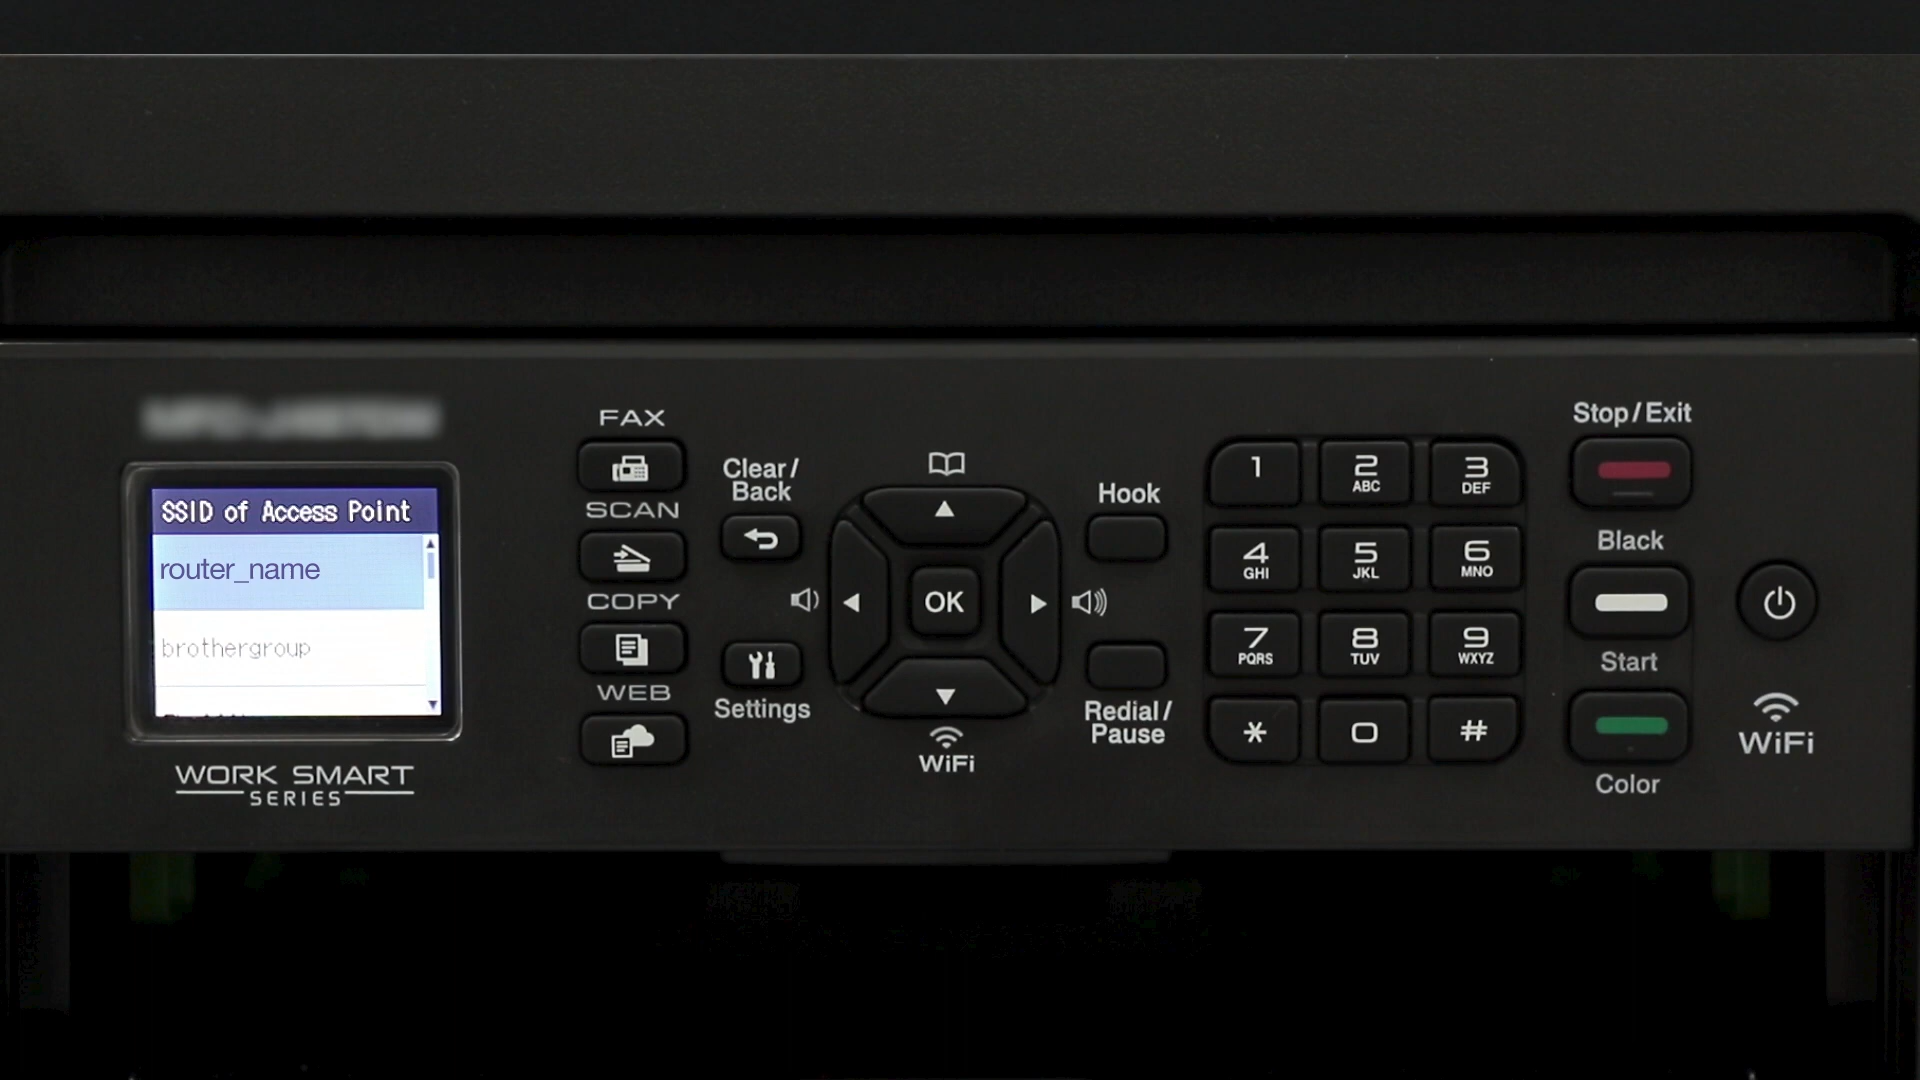 SSID of Access Point
router_name
brothergroup
WORK SMART
SERIES
FAX
SCAN
COPY
WEB
Clear/
Back
Settings
OK
WiFi
Hook
Redial/
Pause
1
2
ABC
3
DEF
4
GHI
5
JKL
6
MNO
7
PQRS
8
TUV
9
WXYZ
*
0
#
Stop/Exit
Black
Start
Color
WiFi